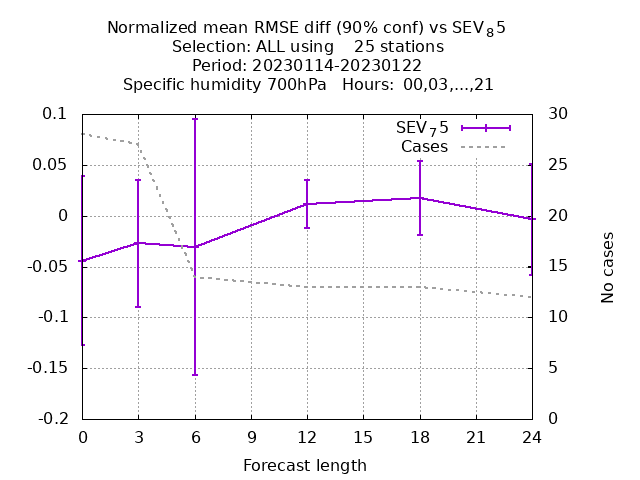 Normalized mean RMSE diff (90% conf) vs SEV₈5
Selection: ALL using    25 stations
Period: 20230114-20230122
Specific humidity 700hPa   Hours:  00,03,...,21
SEV₇5
Cases
0.1
0.05
0
-0.05
-0.1
-0.15
-0.2
30
25
20
15
10
5
0
No cases
0 3 6 9 12 15 18 21 24
Forecast length